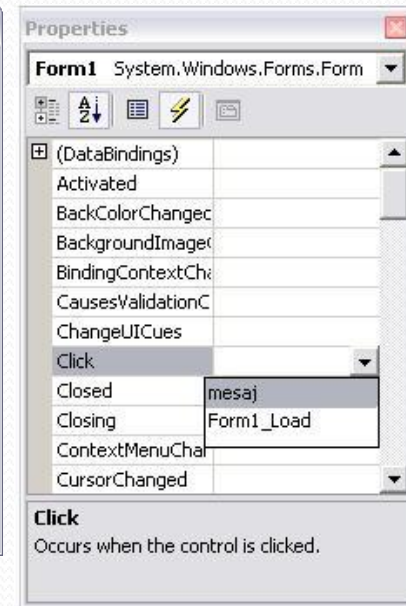 Properties
Form1 System.Windows.Forms.Form
(DataBindings)
Activated
BackColorChanged
BackgroundImage
BindingContextCha
CausesValidationC
ChangeUICues
Click
Closed
mesaj
Closing
Form1_Load
ContextMenuChar
CursorChanged
Click
Occurs when the control is clicked.